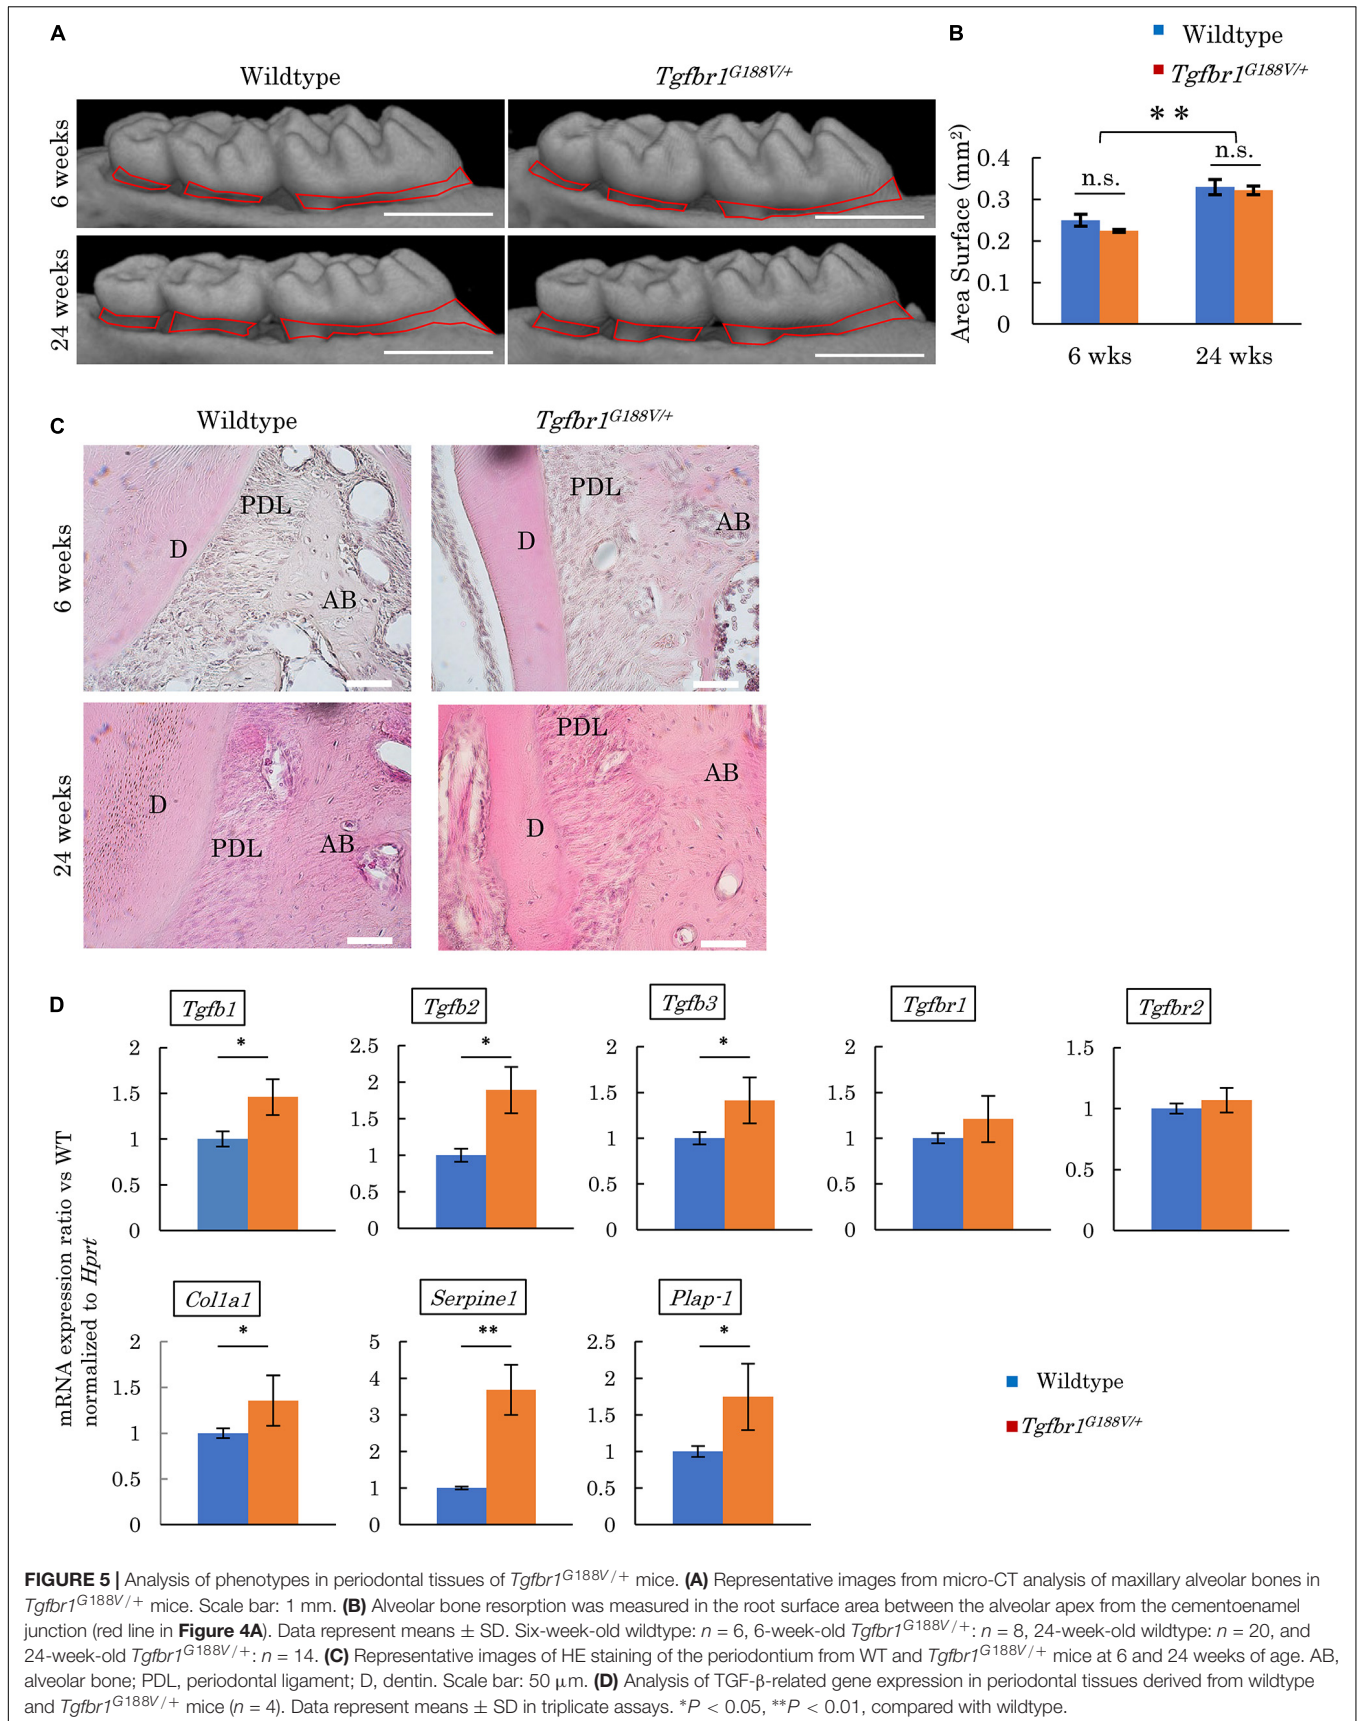 A
Wildtype
Tgfbr1G188V/+
6 weeks
24 weeks
B
Wildtype
Tgfbr1G188V/+
* *
n.s.
n.s.
Area Surface (mm2)
0.4
0.3
0.2
0.1
0
6 wks
24 wks
C
Wildtype
Tgfbr1G188V/+
6 weeks
PDL
D
AB
PDL
D
AB
24 weeks
D
PDL
AB
PDL
D
AB
D
mRNA expression ratio vs WT
normalized to Hprt
Tgfb1
*
2
1.5
1
0.5
0
Tgfb2
*
2.5
2
1.5
1
0.5
0
Tgfb3
*
2
1.5
1
0.5
0
Tgfbr1
2
1.5
1
0.5
0
Tgfbr2
1.5
1
0.5
0
Col1a1
*
2
1.5
1
0.5
0
Serpine1
**
5
4
3
2
1
0
Plap-1
*
2.5
2
1.5
1
0.5
0
Wildtype
Tgfbr1G188V/+
FIGURE 5 | Analysis of phenotypes in periodontal tissues of Tgfbr1G188V/+ mice. (A) Representative images from micro-CT analysis of maxillary alveolar bones in
Tgfbr1G188V/+ mice. Scale bar: 1 mm. (B) Alveolar bone resorption was measured in the root surface area between the alveolar apex from the cementoenamel
junction (red line in Figure 4A). Data represent means ± SD. Six-week-old wildtype: n = 6, 6-week-old Tgfbr1G188V/+: n = 8, 24-week-old wildtype: n = 20, and
24-week-old Tgfbr1G188V/+: n = 14. (C) Representative images of HE staining of the periodontium from WT and Tgfbr1G188V/+ mice at 6 and 24 weeks of age. AB,
alveolar bone; PDL, periodontal ligament; D, dentin. Scale bar: 50 μm. (D) Analysis of TGF-β-related gene expression in periodontal tissues derived from wildtype
and Tgfbr1G188V/+ mice (n = 4). Data represent means ± SD in triplicate assays. *P < 0.05, **P < 0.01, compared with wildtype.